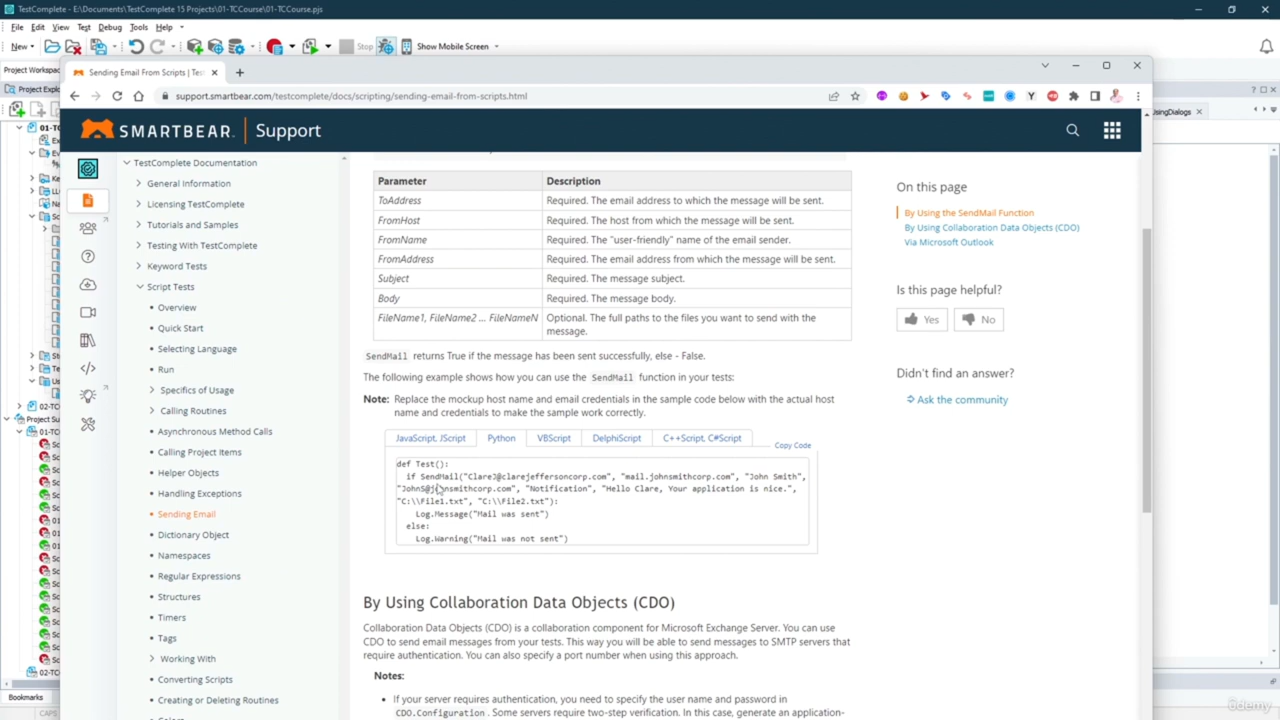 TestComplete - E:\Documents\TestComplete 15 Projects\01-TCCourse\01-TCCourse.pjs
File Edit View Test Debug Tools Help
New Stop Show Mobile Screen
Project Workspac
Project Explo
Sending Email From Scripts | Tes
support.smartbear.com/testcomplete/docs/scripting/sending-email-from-scripts.html
UsingDialogs
SMARTBEAR Support
TestComplete Documentation
General Information
Licensing TestComplete
Tutorials and Samples
Testing With TestComplete
Keyword Tests
Script Tests
Overview
Quick Start
Selecting Language
Run
Specifics of Usage
Calling Routines
Asynchronous Method Calls
Calling Project Items
Helper Objects
Handling Exceptions
Sending Email
Dictionary Object
Namespaces
Regular Expressions
Structures
Timers
Tags
Working With
Converting Scripts
Creating or Deleting Routines
Parameter Description
ToAddress Required. The email address to which the message will be sent.
FromHost Required. The host from which the message will be sent.
FromName Required. The "user-friendly" name of the email sender.
FromAddress Required. The email address from which the message will be sent.
Subject Required. The message subject.
Body Required. The message body.
FileName1, FileName2 ... FileNameN Optional. The full paths to the files you want to send with the
message.
SendMail returns True if the message has been sent successfully, else - False.
The following example shows how you can use the SendMail function in your tests:
Note: Replace the mockup host name and email credentials in the sample code below with the actual host
name and credentials to make the sample work correctly.
JavaScript, JScript Python VBScript DelphiScript C++Script, C#Script Copy Code
def Test():
if SendMail("ClareJ@clarejeffersoncorp.com", "mail.johnsmithcorp.com", "John Smith",
"JohnS@johnsmithcorp.com", "Notification", "Hello Clare, Your application is nice.",
"C:\\File1.txt", "C:\\File2.txt"):
Log.Message("Mail was sent")
else:
Log.Warning("Mail was not sent")
By Using Collaboration Data Objects (CDO)
Collaboration Data Objects (CDO) is a collaboration component for Microsoft Exchange Server. You can use
CDO to send email messages from your tests. This way you will be able to send messages to SMTP servers that
require authentication. You can also specify a port number when using this approach.
Notes:
If your server requires authentication, you need to specify the user name and password in
CDO.Configuration. Some servers require two-step verification. In this case, generate an application-
On this page
By Using the SendMail Function
By Using Collaboration Data Objects (CDO)
Via Microsoft Outlook
Is this page helpful?
Yes No
Didn't find an answer?
Ask the community
Bookmarks
CAPS
ûdemy